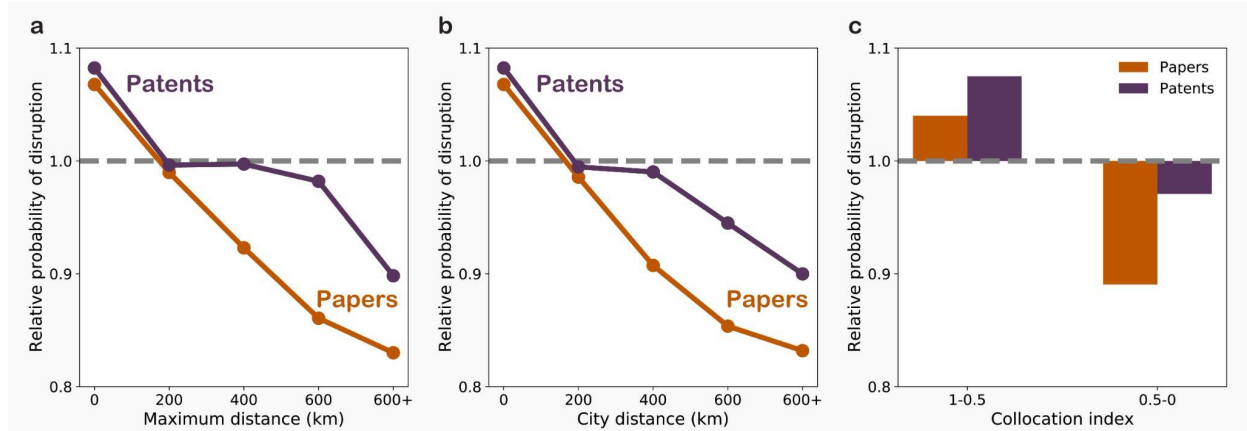 a
Relative probability of disruption
1.1
1.0
0.9
0.8
Patents
Papers
0
200
400
600
600+
Maximum distance (km)
b
Relative probability of disruption
1.1
1.0
0.9
0.8
Patents
Papers
0
200
400
600
600+
City distance (km)
c
Relative probability of disruption
1.1
1.0
0.9
0.8
Papers
Patents
1-0.5
0.5-0
Collocation index